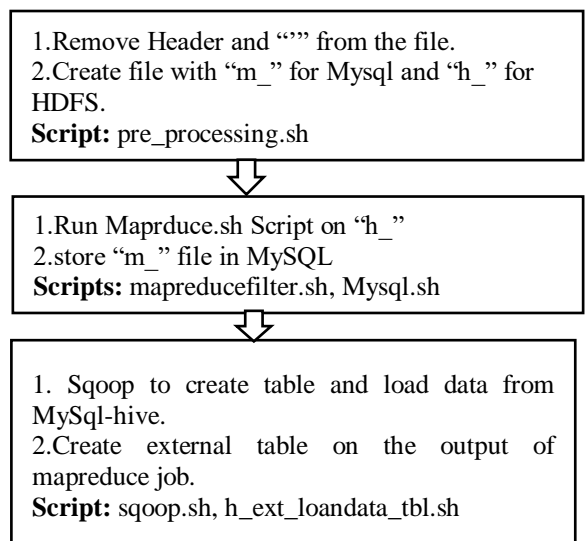 1.Remove Header and “’” from the file.
2.Create file with “m_” for Mysql and “h_” for
HDFS.
Script: pre_processing.sh
1.Run Maprduce.sh Script on “h_”
2.store “m_” file in MySQL
Scripts: mapreducefilter.sh, Mysql.sh
1. Sqoop to create table and load data from
MySql-hive.
2.Create external table on the output of
mapreduce job.
Script: sqoop.sh, h_ext_loandata_tbl.sh